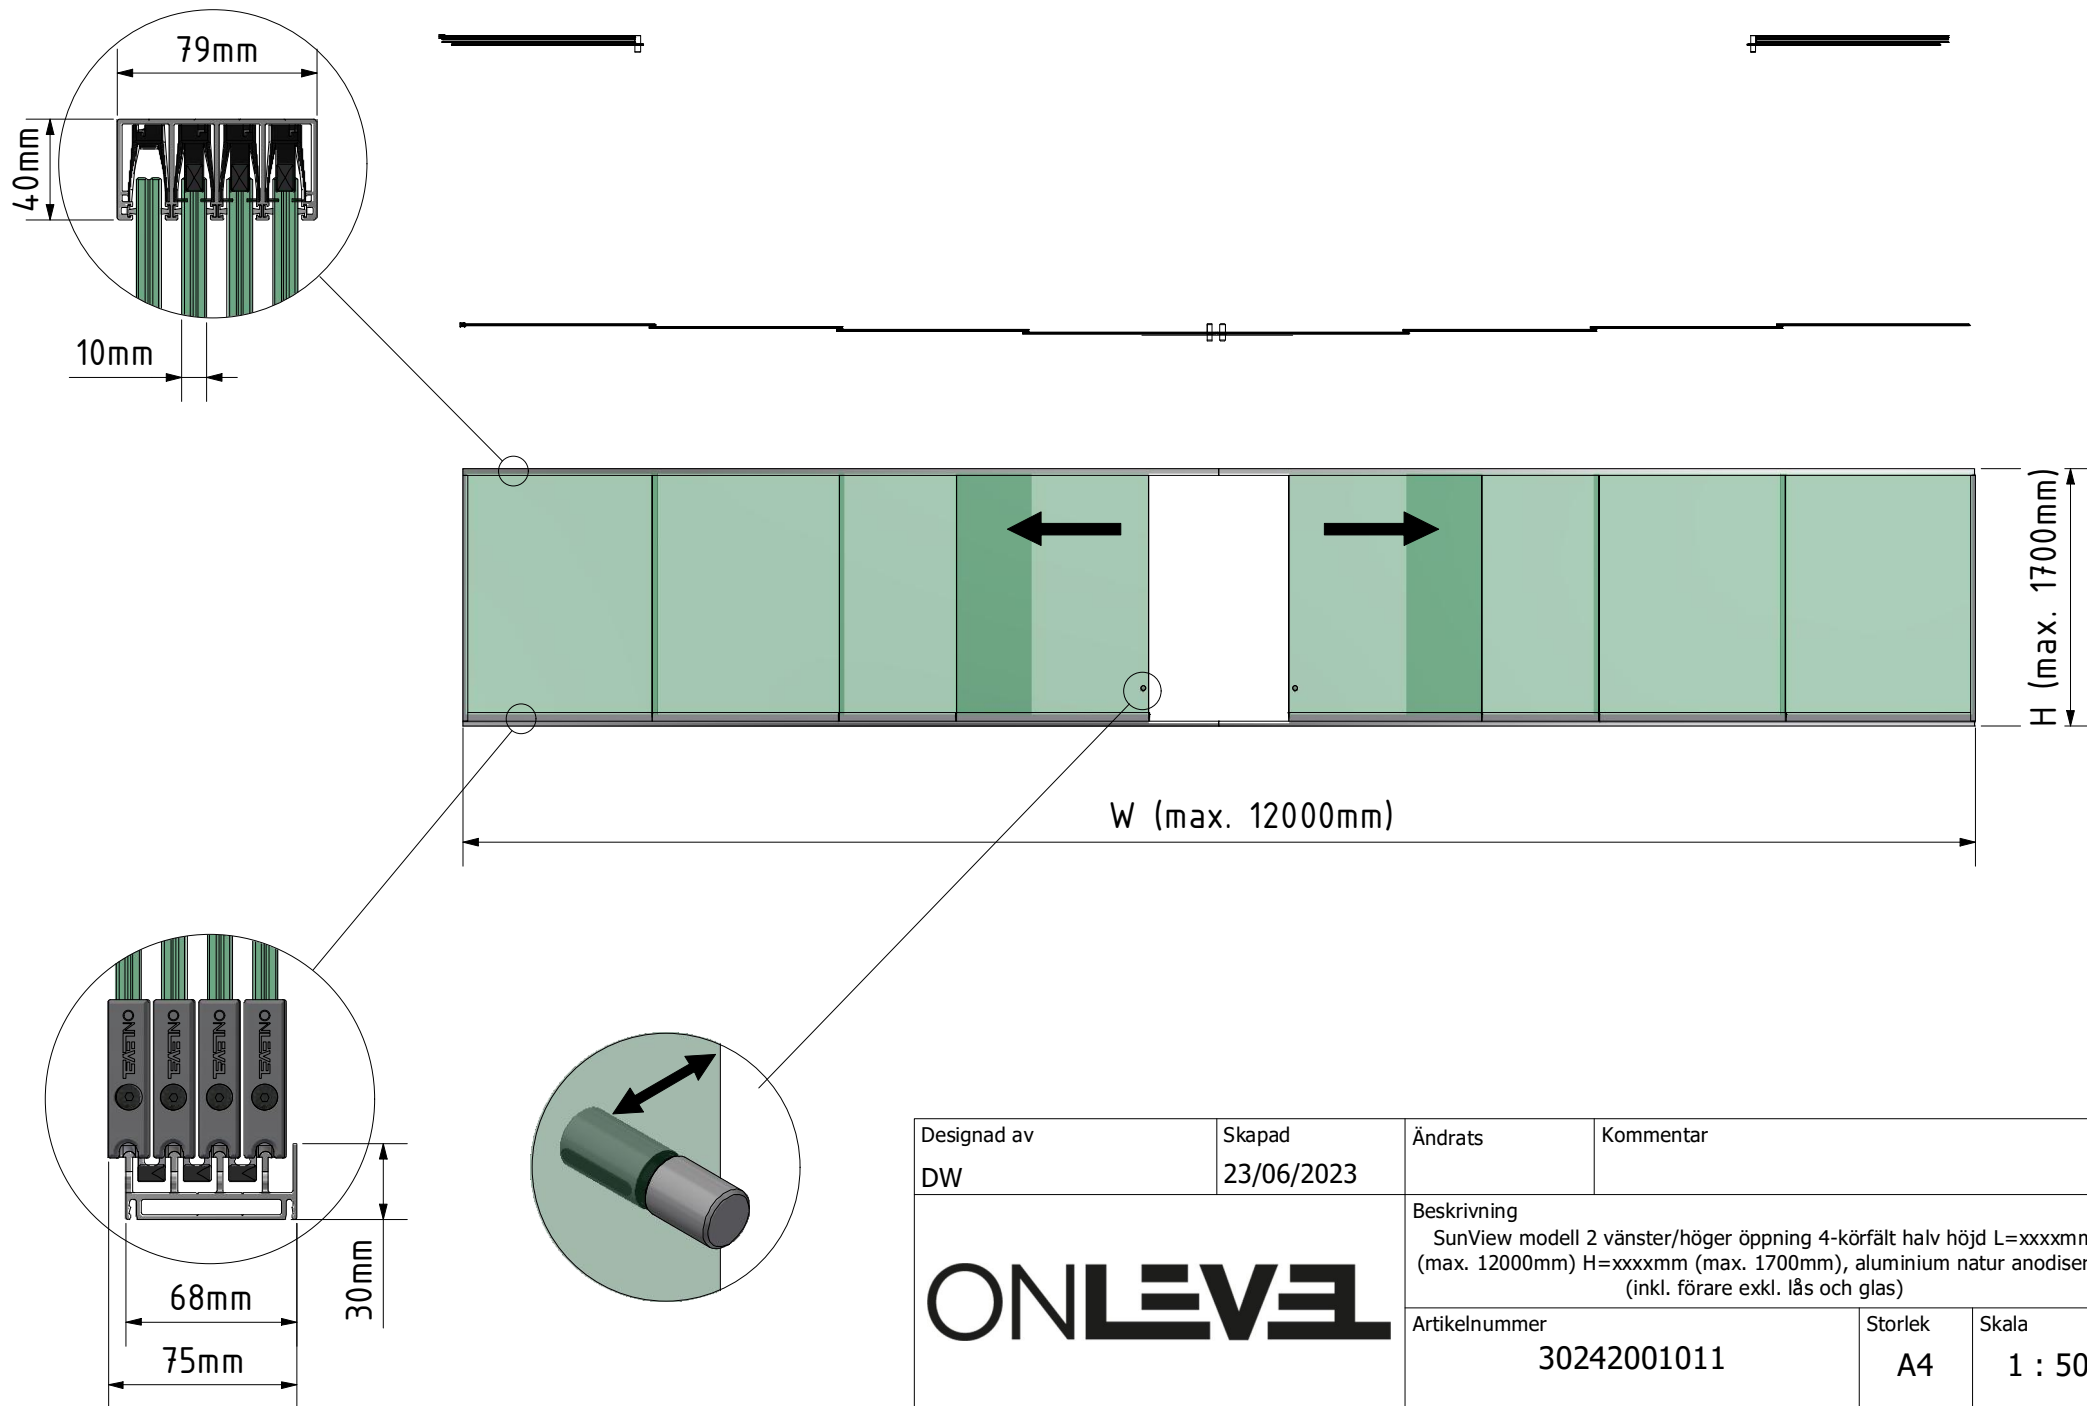 79mm
40mm
10mm
H (max. 1700mm)
W (max. 12000mm)
ONLEVEL
ONLEVEL
ONLEVEL
ONLEVEL
30mm
68mm
75mm
Designad av
DW
Skapad
23/06/2023
Ändrats
Kommentar
Beskrivning
SunView modell 2 vänster/höger öppning 4-körfält halv höjd L=xxxxmm
(max. 12000mm) H=xxxxmm (max. 1700mm), aluminium natur anodiser
(inkl. förare exkl. lås och glas)
ONLEVEL
Artikelnummer
30242001011
Storlek
A4
Skala
1 : 50